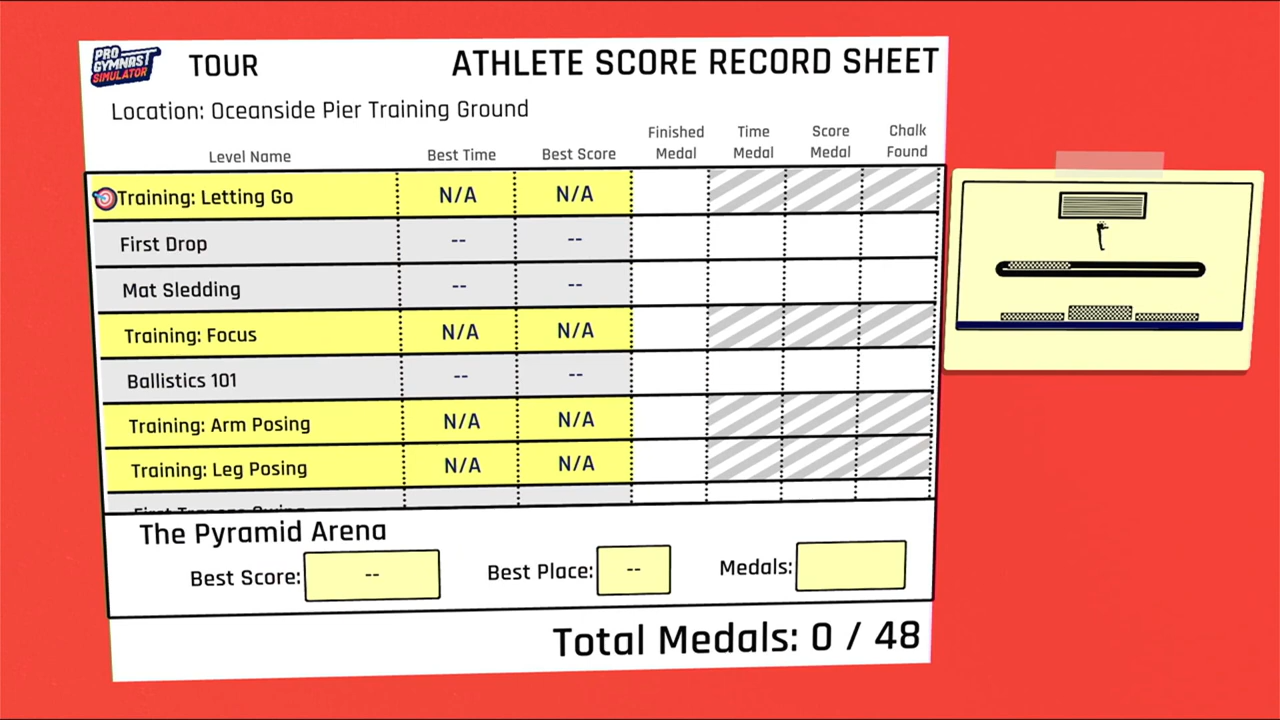 PRO GYMNAST SIMULATOR
TOUR
ATHLETE SCORE RECORD SHEET
Location: Oceanside Pier Training Ground
Level Name Best Time Best Score Finished Medal Time Medal Score Medal Chalk Found
Training: Letting Go N/A N/A
First Drop -- --
Mat Sledding -- --
Training: Focus N/A N/A
Ballistics 101 -- --
Training: Arm Posing N/A N/A
Training: Leg Posing N/A N/A
The Pyramid Arena
Best Score: -- Best Place: -- Medals:
Total Medals: 0 / 48